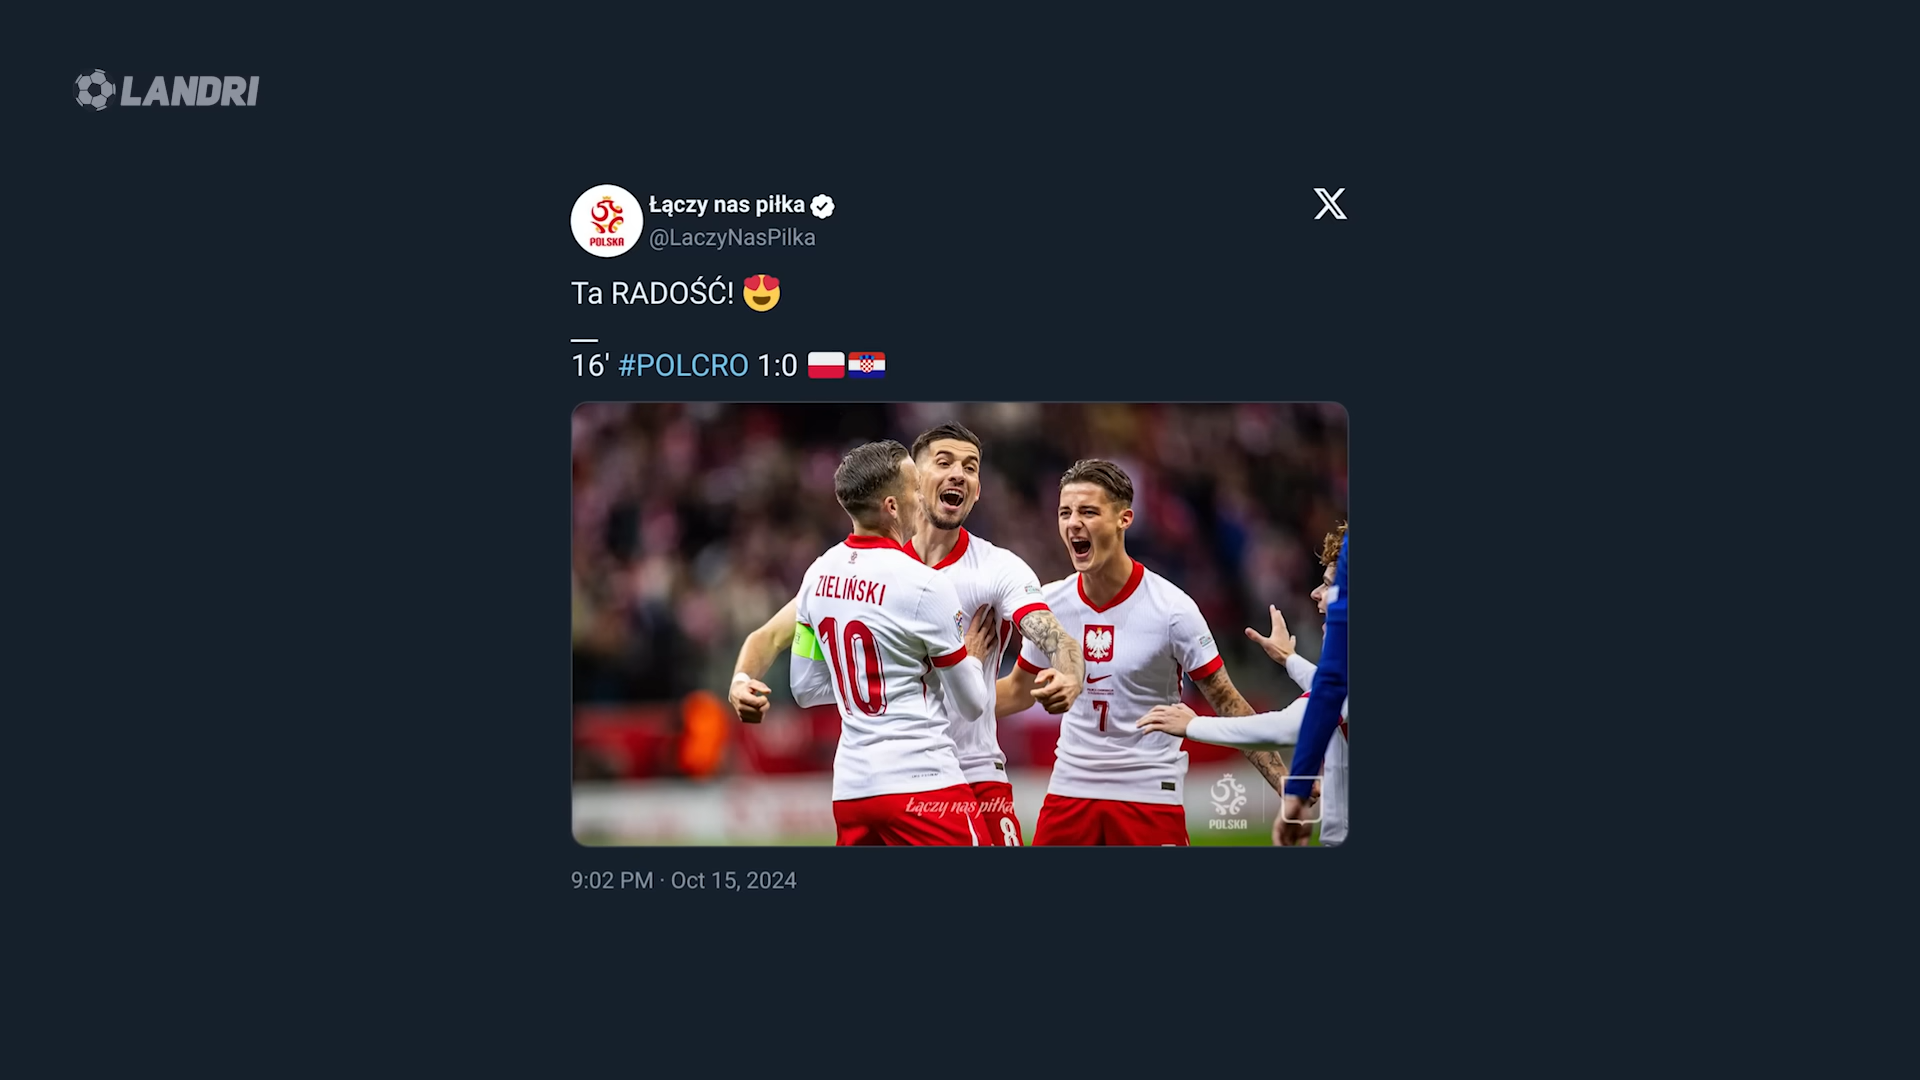 LANDRI
Łączy nas piłka
@LaczyNasPilka
POLSKA
Ta RADOŚĆ! 😍
—
16' #POLCRO 1:0 🇵🇱🇭🇷
ZIELIŃSKI
10
7
8
Łączy nas piłka
POLSKA
9:02 PM · Oct 15, 2024